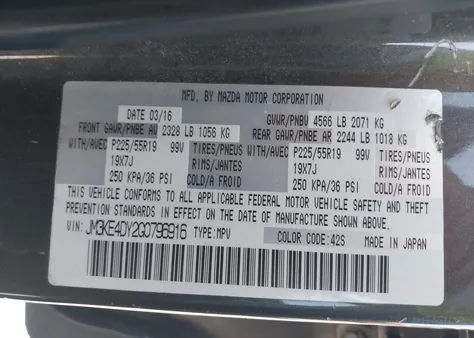 MFD. BY MAZDA MOTOR CORPORATION
DATE 03/16 GVWR/PNBV 4566 LB 2071 KG
FRONT GAWR/PNBE AV 2328 LB 1056 KG REAR GAWR/PNBE AR 2244 LB 1018 KG
WITH/AVEC P225/55R19 99V TIRES/PNEUS WITH/AVEC P225/55R19 99V TIRES/PNEUS
19X7J RIMS/JANTES 19X7J RIMS/JANTES
250 KPA/36 PSI COLD/A FROID 250 KPA/36 PSI COLD/A FROID
THIS VEHICLE CONFORMS TO ALL APPLICABLE FEDERAL MOTOR VEHICLE SAFETY, BUMPER, AND THEFT
PREVENTION STANDARDS IN EFFECT ON THE DATE OF MANUFACTURE SHOWN ABOVE.
VIN: JM3KE4DY2G0796916 TYPE: MPV COLOR CODE: 42S MADE IN JAPAN